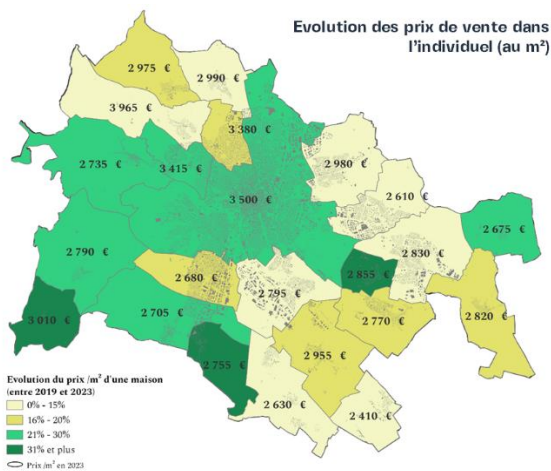 Evolution des prix de vente dans
l'individuel (au m²)
2 975 €
2 990 €
3 965 €
3 380 €
2 735 €
3 415 €
2 980 €
2 610 €
3 500 €
2 675 €
2 790 €
2 830 €
2 680 €
2 855 €
2 795 €
3 010 €
2 705 €
2 770 €
2 820 €
2 755 €
2 955 €
2 630 €
2 410 €
Evolution du prix /m² d'une maison
(entre 2019 et 2023)
0% - 15%
16% - 20%
21% - 30%
31% et plus
Prix /m² en 2023